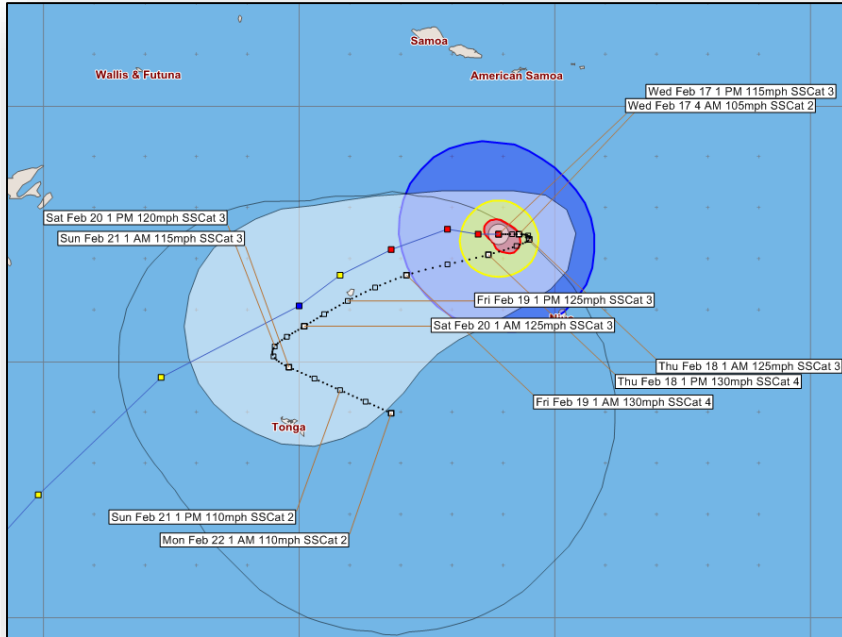 Samoa
Wallis & Futuna
American Samoa
Wed Feb 17 1 PM 115mph SSCat 3
Wed Feb 17 4 AM 105mph SSCat 2
Sat Feb 20 1 PM 120mph SSCat 3
Sun Feb 21 1 AM 115mph SSCat 3
Fri Feb 19 1 PM 125mph SSCat 3
Sat Feb 20 1 AM 125mph SSCat 3
Thu Feb 18 1 AM 125mph SSCat 3
Thu Feb 18 1 PM 130mph SSCat 4
Fri Feb 19 1 AM 130mph SSCat 4
Tonga
Sun Feb 21 1 PM 110mph SSCat 2
Mon Feb 22 1 AM 110mph SSCat 2